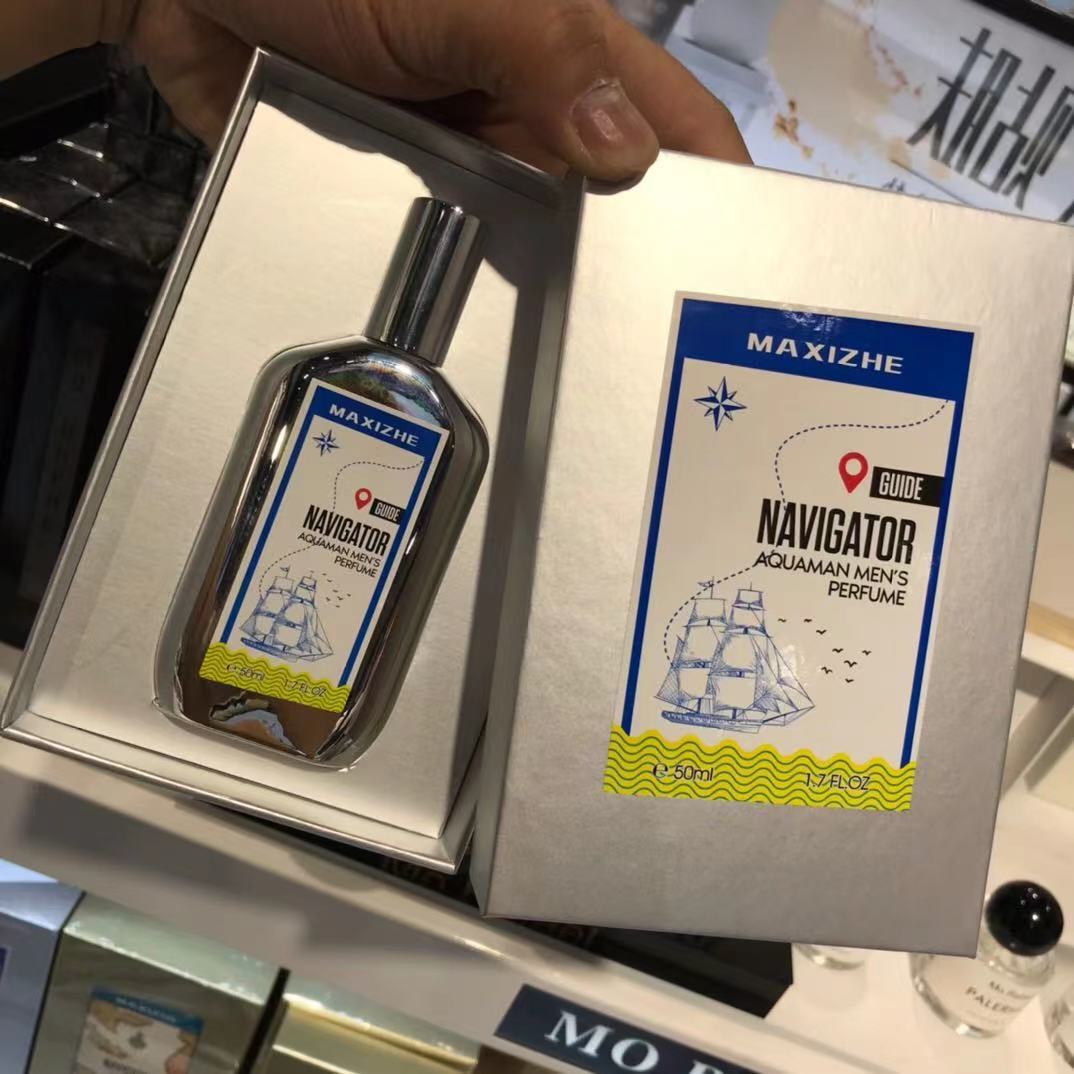 MAXIZHE
GUIDE
NAVIGATOR
AQUAMAN MEN'S
PERFUME
℮ 50ml 1.7 FL.OZ
MAXIZHE
GUIDE
NAVIGATOR
AQUAMAN MEN'S
PERFUME
℮ 50ml 1.7 FL.OZ
MAXIZHE
MO